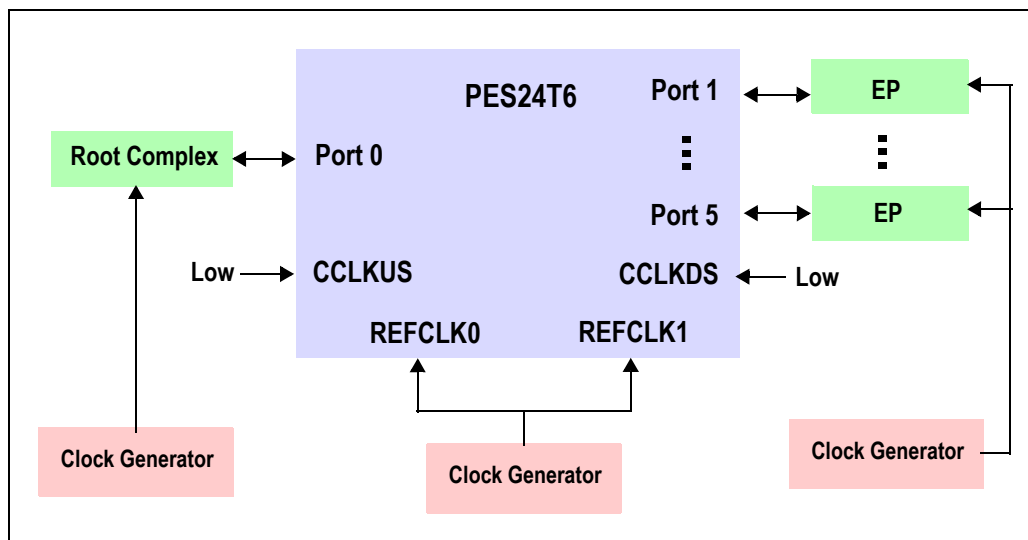 PES24T6
Port 1
EP
Root Complex
Port 0
Port 5
EP
Low
CCLKUS
CCLKDS
Low
REFCLK0
REFCLK1
Clock Generator
Clock Generator
Clock Generator